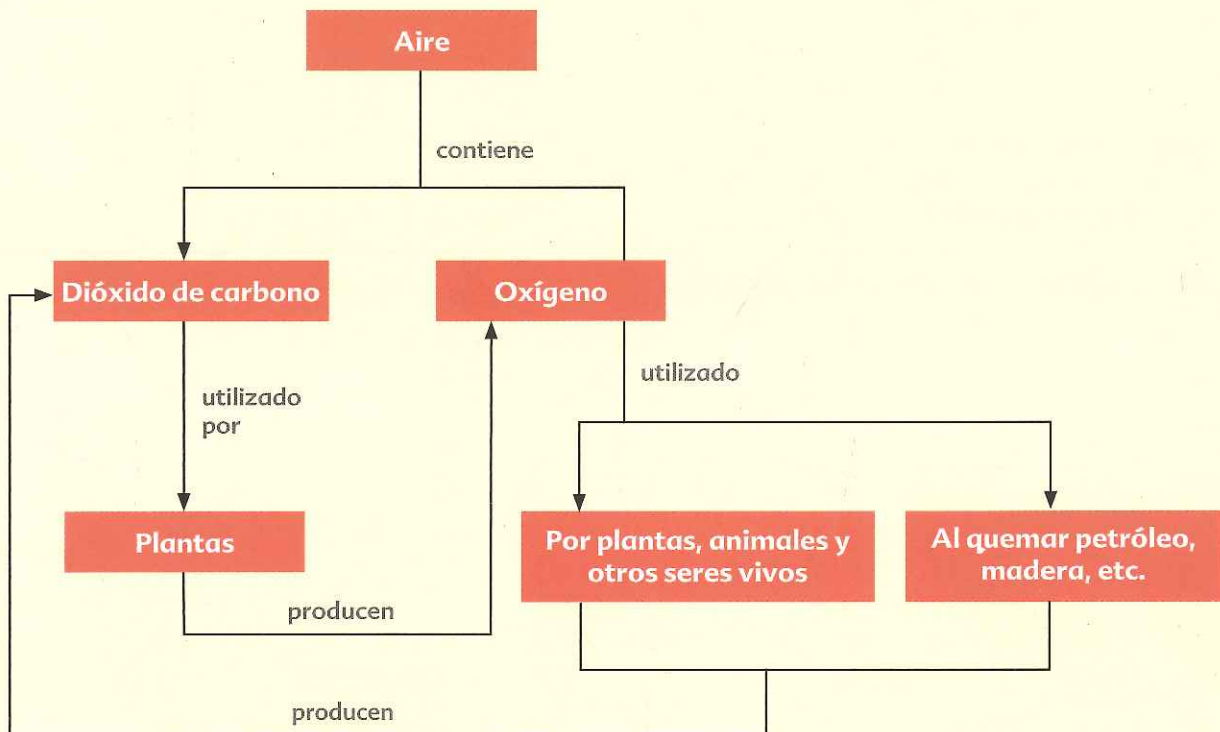 Aire
contiene
Dióxido de carbono
Oxígeno
utilizado
por
utilizado
Plantas
Por plantas, animales y
otros seres vivos
Al quemar petróleo,
madera, etc.
producen
producen